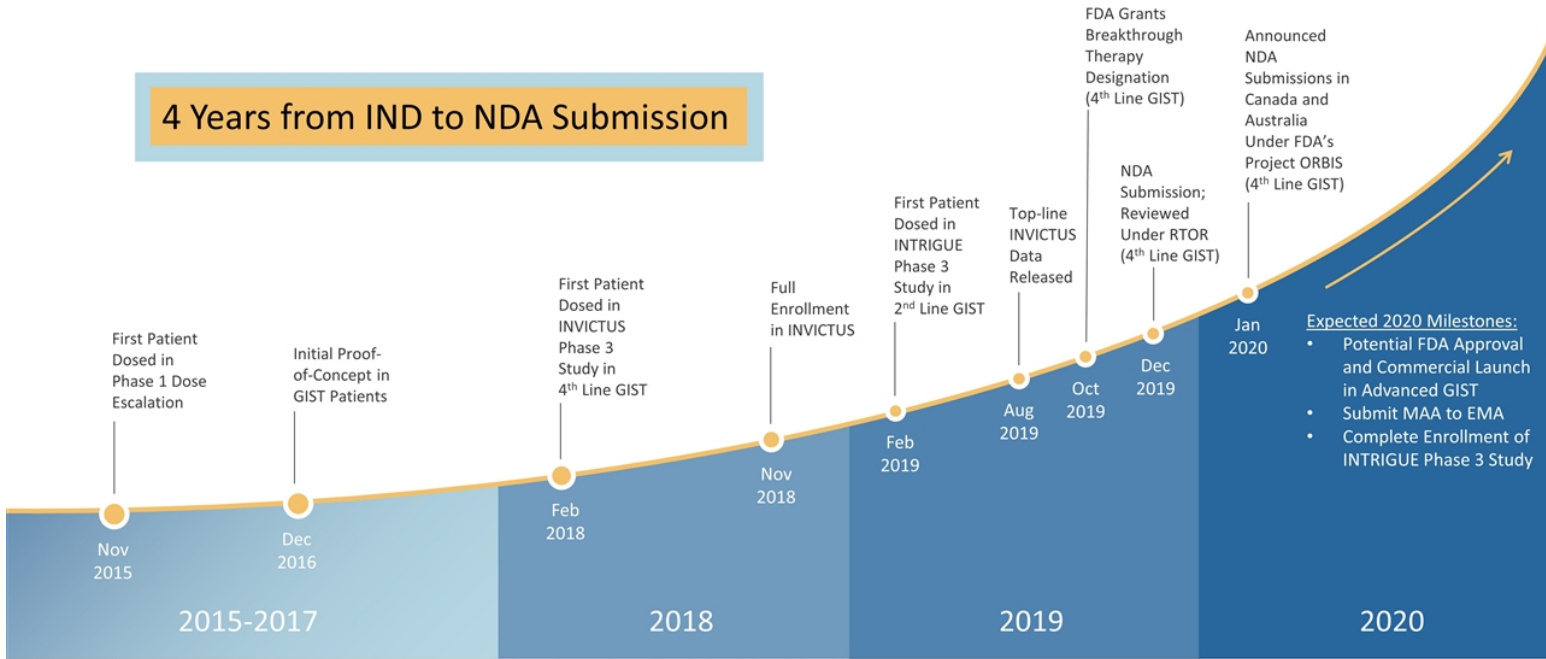 4 Years from IND to NDA Submission
First Patient
Dosed in
Phase 1 Dose
Escalation
Nov
2015
Initial Proof-
of-Concept in
GIST Patients
Dec
2016
First Patient
Dosed in
INVICTUS
Phase 3
Study in
4th Line GIST
Feb
2018
Full
Enrollment
in INVICTUS
Nov
2018
First Patient
Dosed in
INTRIGUE
Phase 3
Study in
2nd Line GIST
Feb
2019
Top-line
INVICTUS
Data
Released
Aug
2019
FDA Grants
Breakthrough
Therapy
Designation
(4th Line GIST)
Oct
2019
NDA
Submission;
Reviewed
Under RTOR
(4th Line GIST)
Dec
2019
Announced
NDA
Submissions in
Canada and
Australia
Under FDA's
Project ORBIS
(4th Line GIST)
Jan
2020
Expected 2020 Milestones:
• Potential FDA Approval
and Commercial Launch
in Advanced GIST
• Submit MAA to EMA
• Complete Enrollment of
INTRIGUE Phase 3 Study
2015-2017
2018
2019
2020